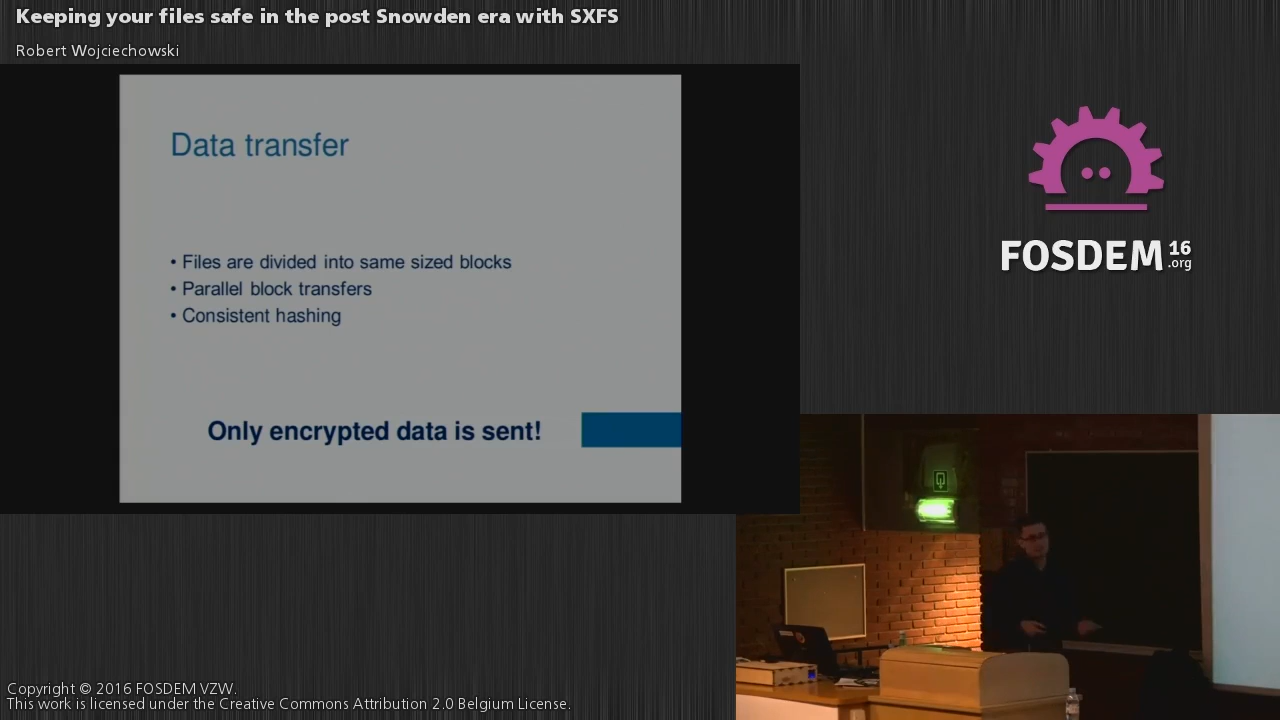 Keeping your files safe in the post Snowden era with SXFS
Robert Wojciechowski
Data transfer
• Files are divided into same sized blocks
• Parallel block transfers
• Consistent hashing
Only encrypted data is sent!
FOSDEM 16 .org
Copyright © 2016 FOSDEM VZW.
This work is licensed under the Creative Commons Attribution 2.0 Belgium License.